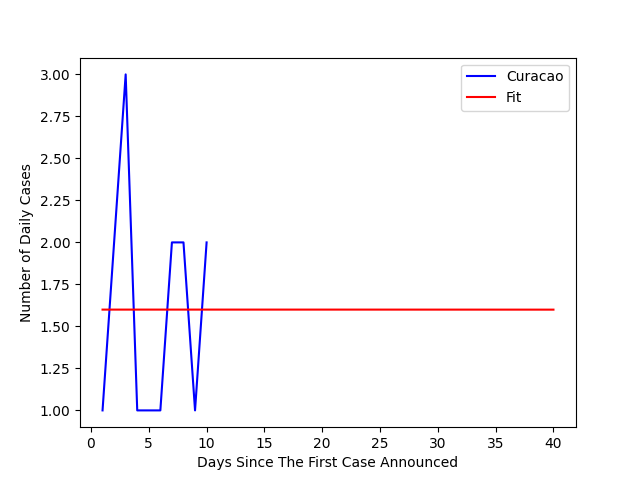 Curacao
Fit
3.00
2.75
2.50
2.25
2.00
1.75
1.50
1.25
1.00
Number of Daily Cases
0 5 10 15 20 25 30 35 40
Days Since The First Case Announced